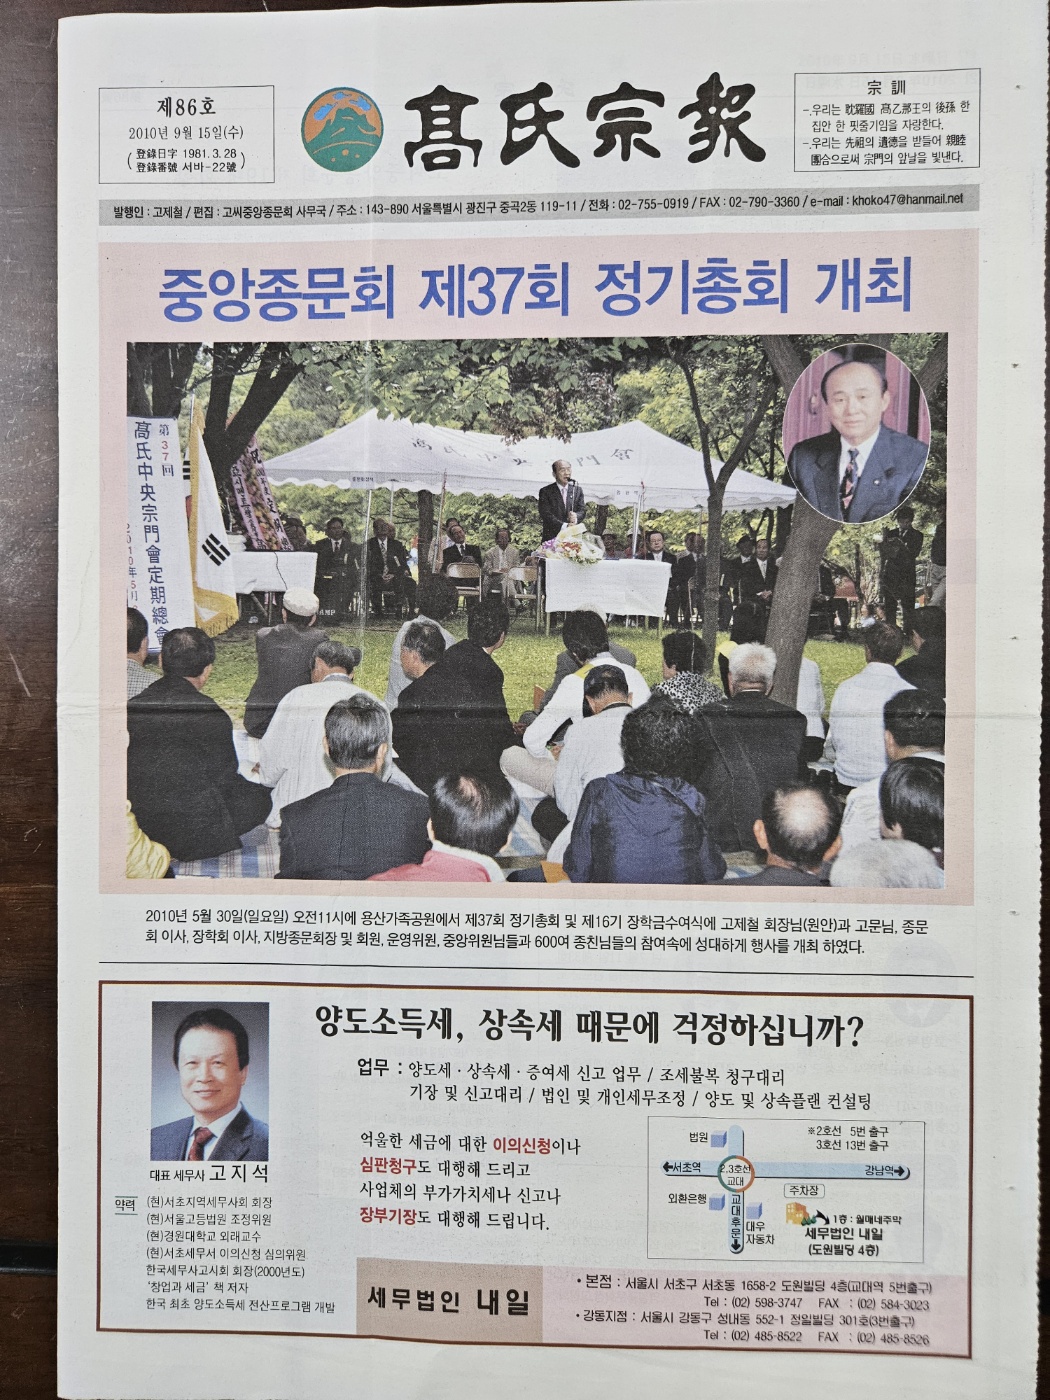 제86호
2010년 9월 15일(수)
登錄日字 1981. 3. 28
登錄番號 서바-22號
髙氏宗報
宗 訓
-.우리는 耽羅國 髙乙那王의 後孫 한
집안 한 핏줄기임을 자랑한다.
-.우리는 先祖의 遺德을 받들어 親睦
團合으로써 宗門의 앞날을 빛낸다.
발행인 : 고제철 / 편집 : 고씨중앙종문회 사무국 / 주소 : 143-890 서울특별시 광진구 중곡2동 119-11 / 전화 : 02-755-0919 / FAX : 02-790-3360 / e-mail : khoko47@hanmail.net
중앙종문회 제37회 정기총회 개최
第37回
髙氏中央宗門會定期總會
2010年5月
髙氏中央宗門會
2010년 5월 30일(일요일) 오전11시에 용산가족공원에서 제37회 정기총회 및 제16기 장학금수여식에 고제철 회장님(원안)과 고문님, 종문
회 이사, 장학회 이사, 지방종문회장 및 회원, 운영위원, 중앙위원님들과 600여 종친님들의 참여속에 성대하게 행사를 개최 하였다.
양도소득세, 상속세 때문에 걱정하십니까?
업무 : 양도세 · 상속세 · 증여세 신고 업무 / 조세불복 청구대리
기장 및 신고대리 / 법인 및 개인세무조정 / 양도 및 상속플랜 컨설팅
억울한 세금에 대한 이의신청이나
심판청구도 대행해 드리고
사업체의 부가가치세나 신고나
장부기장도 대행해 드립니다.
대표 세무사 고지석
약력
(현)서초지역세무사회 회장
(현)서울고등법원 조정위원
(현)경원대학교 외래교수
(현)서초세무서 이의신청 심의위원
한국세무사고시회 회장(2000년도)
'창업과 세금' 책 저자
한국 최초 양도소득세 전산프로그램 개발
법원
※2호선 5번 출구
3호선 13번 출구
서초역
2,3호선
교대
강남역
외환은행
교대후문
대우
자동차
주차장
1층 : 월매네주막
세무법인 내일
(도원빌딩 4층)
세무법인 내일
• 본점 : 서울시 서초구 서초동 1658-2 도원빌딩 4층(교대역 5번출구)
Tel : (02) 598-3747 FAX : (02) 584-3023
• 강동지점 : 서울시 강동구 성내동 552-1 정일빌딩 301호(3번출구)
Tel : (02) 485-8522 FAX : (02) 485-8526